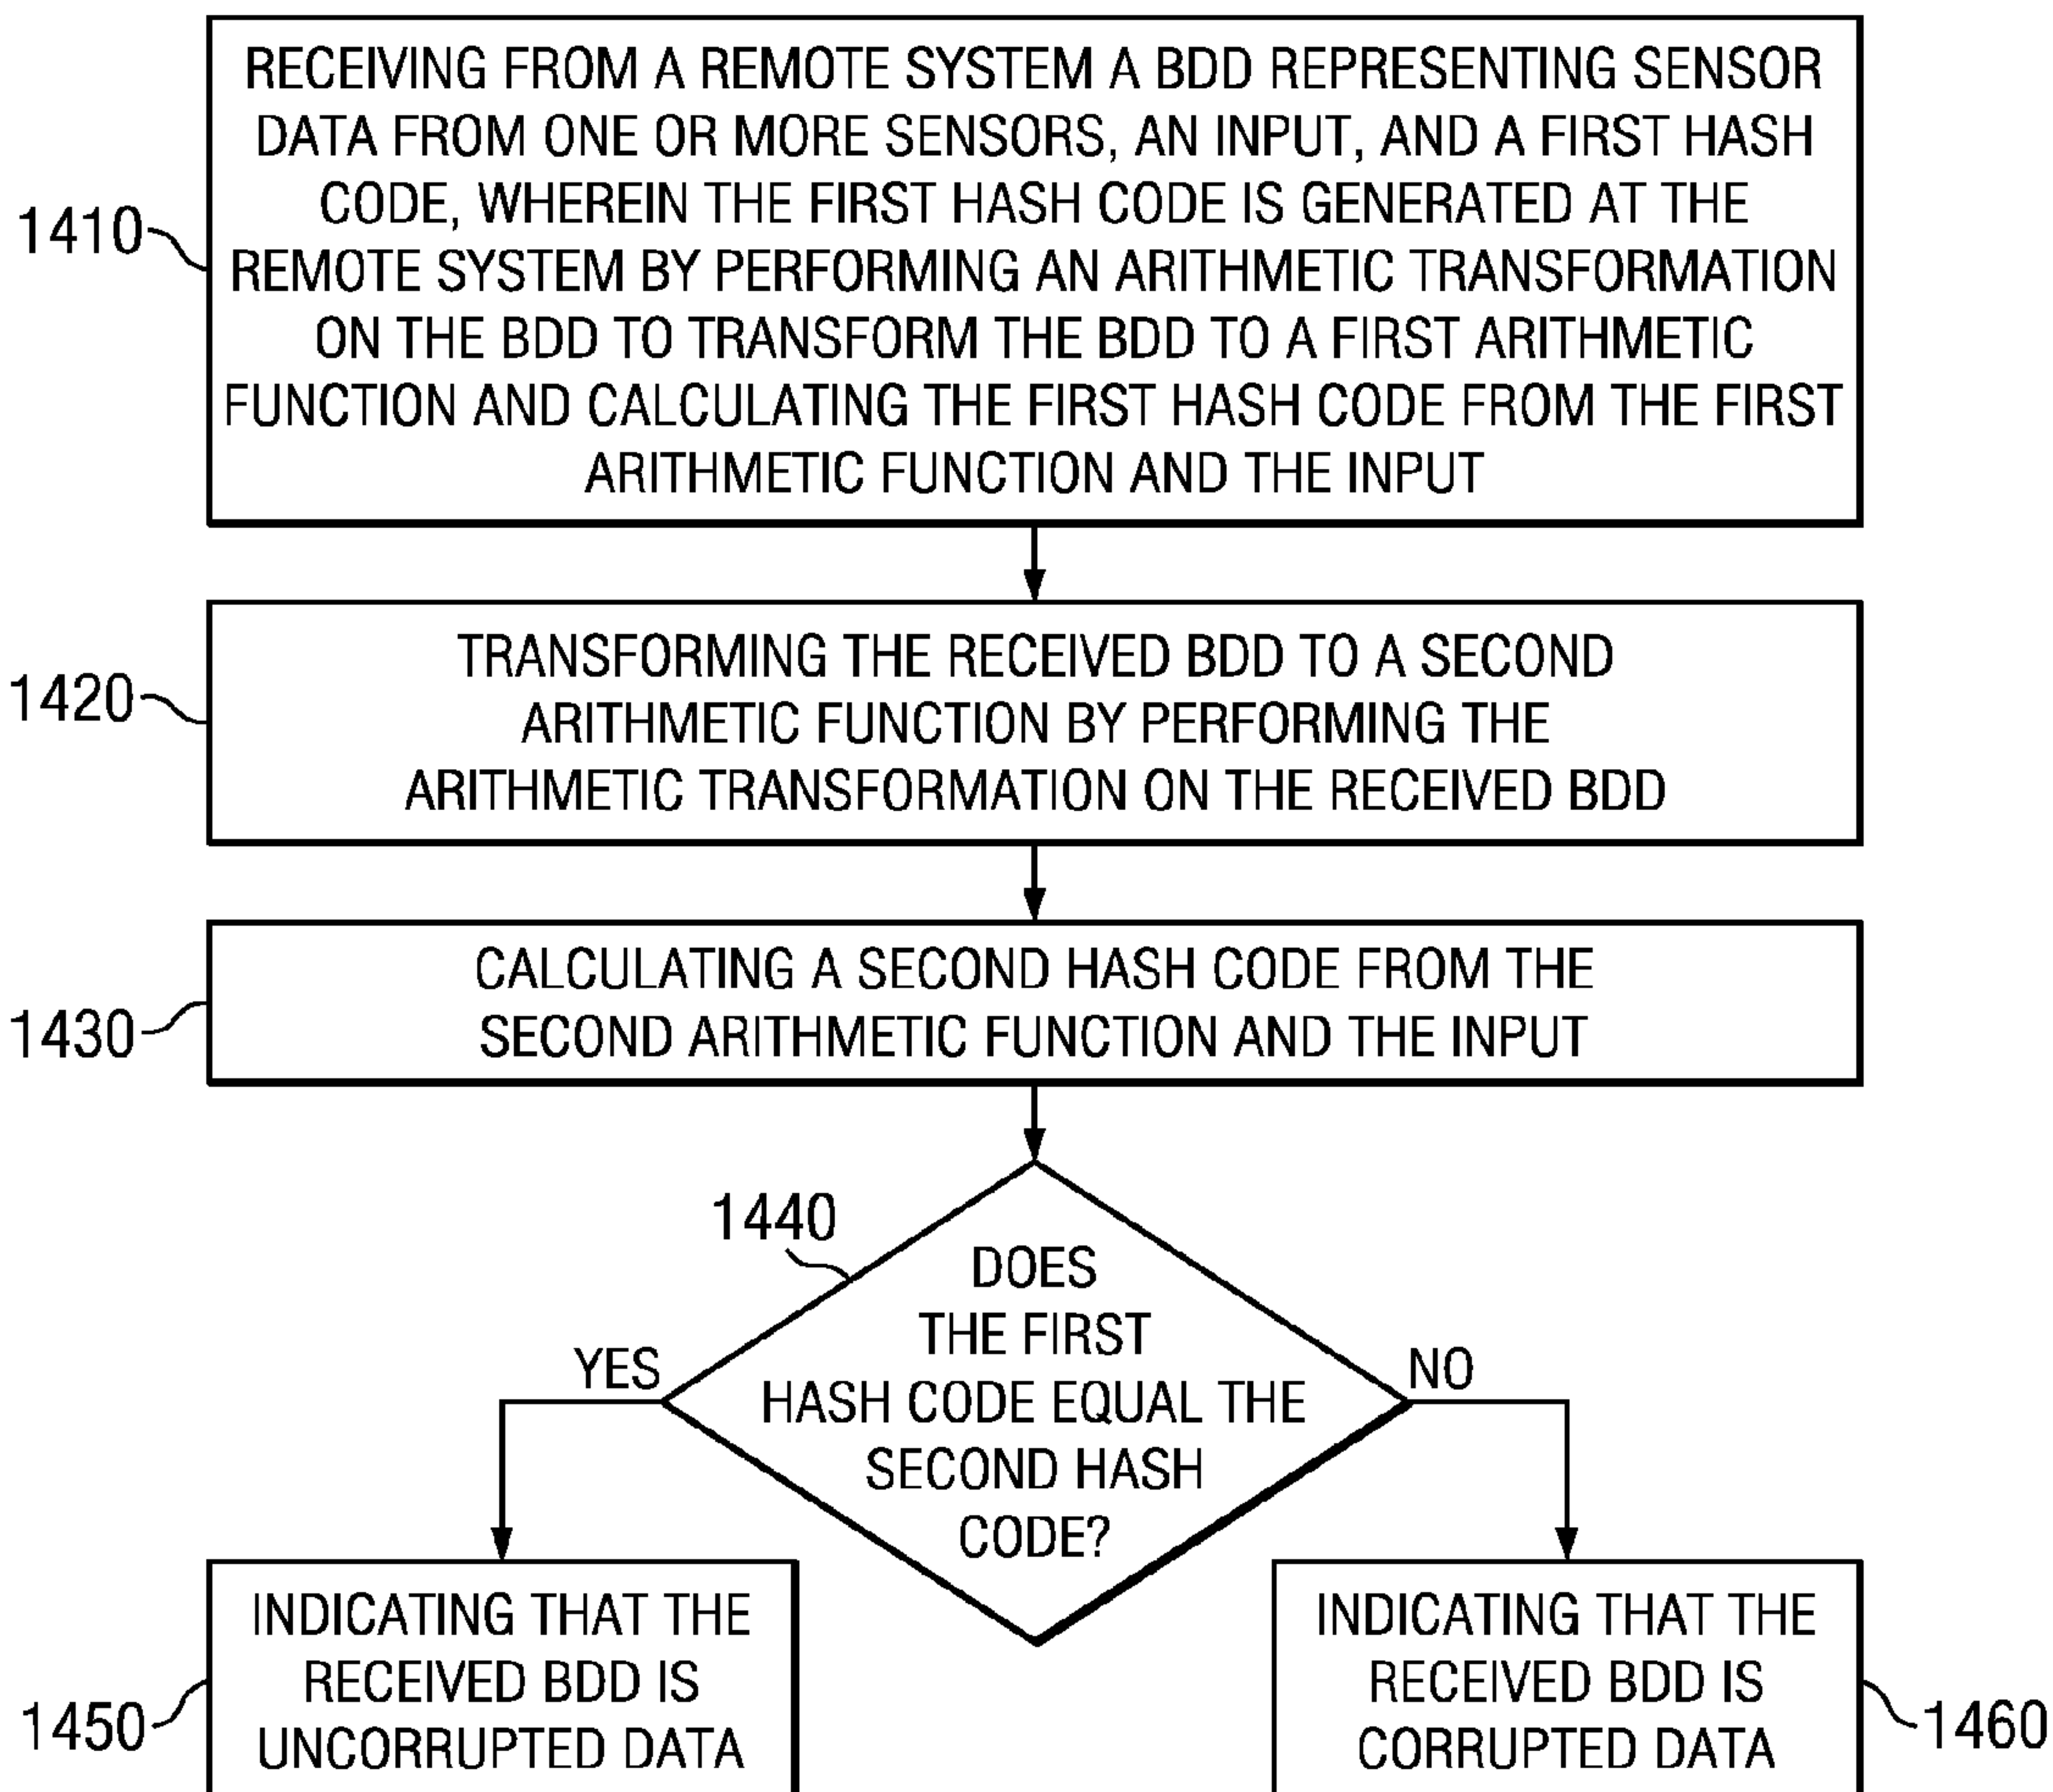 RECEIVING FROM A REMOTE SYSTEM A BDD REPRESENTING SENSOR
DATA FROM ONE OR MORE SENSORS, AN INPUT, AND A FIRST HASH
CODE, WHEREIN THE FIRST HASH CODE IS GENERATED AT THE
REMOTE SYSTEM BY PERFORMING AN ARITHMETIC TRANSFORMATION
ON THE BDD TO TRANSFORM THE BDD TO A FIRST ARITHMETIC
FUNCTION AND CALCULATING THE FIRST HASH CODE FROM THE FIRST
ARITHMETIC FUNCTION AND THE INPUT
1410
TRANSFORMING THE RECEIVED BDD TO A SECOND
ARITHMETIC FUNCTION BY PERFORMING THE
ARITHMETIC TRANSFORMATION ON THE RECEIVED BDD
1420
CALCULATING A SECOND HASH CODE FROM THE
SECOND ARITHMETIC FUNCTION AND THE INPUT
1430
1440
DOES
THE FIRST
HASH CODE EQUAL THE
SECOND HASH
CODE?
YES
NO
INDICATING THAT THE
RECEIVED BDD IS
UNCORRUPTED DATA
1450
INDICATING THAT THE
RECEIVED BDD IS
CORRUPTED DATA
1460